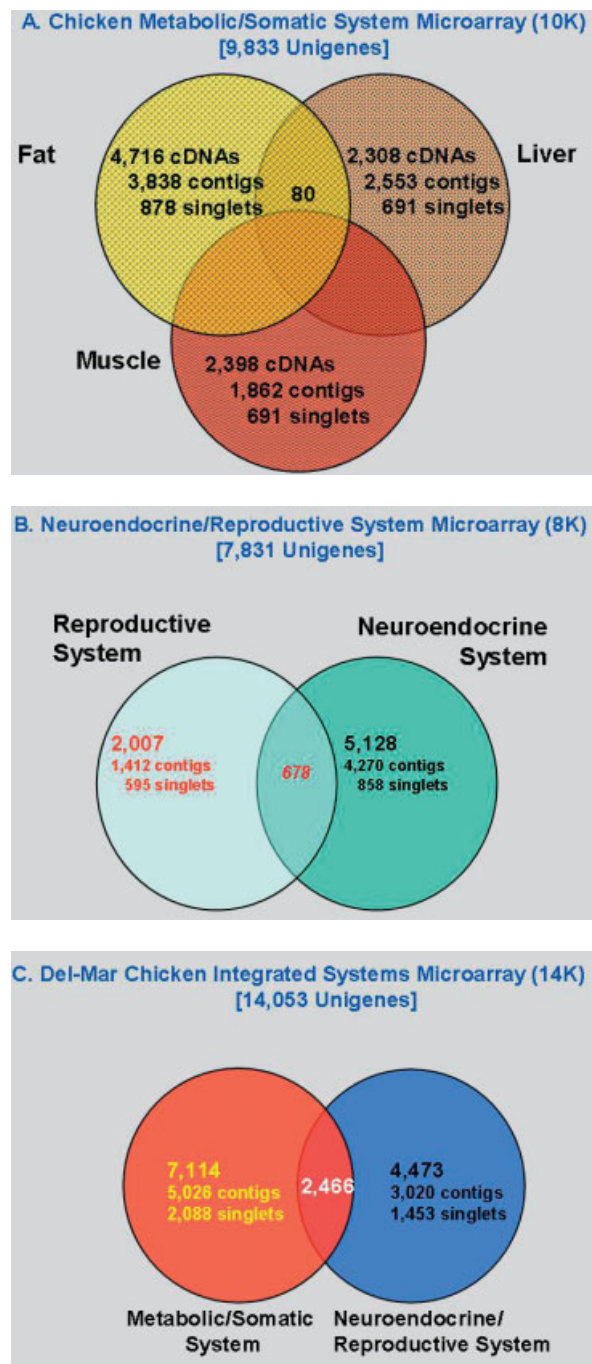 A. Chicken Metabolic/Somatic System Microarray (10K)
[9,833 Unigenes]
Fat
4,716 cDNAs
3,838 contigs
878 singlets
80
2,308 cDNAs
2,553 contigs
691 singlets
Liver
Muscle
2,398 cDNAs
1,862 contigs
691 singlets
B. Neuroendocrine/Reproductive System Microarray (8K)
[7,831 Unigenes]
Reproductive
System
Neuroendocrine
System
2,007
1,412 contigs
595 singlets
678
5,128
4,270 contigs
858 singlets
C. Del-Mar Chicken Integrated Systems Microarray (14K)
[14,053 Unigenes]
7,114
5,026 contigs
2,088 singlets
2,466
4,473
3,020 contigs
1,453 singlets
Metabolic/Somatic
System
Neuroendocrine/
Reproductive System